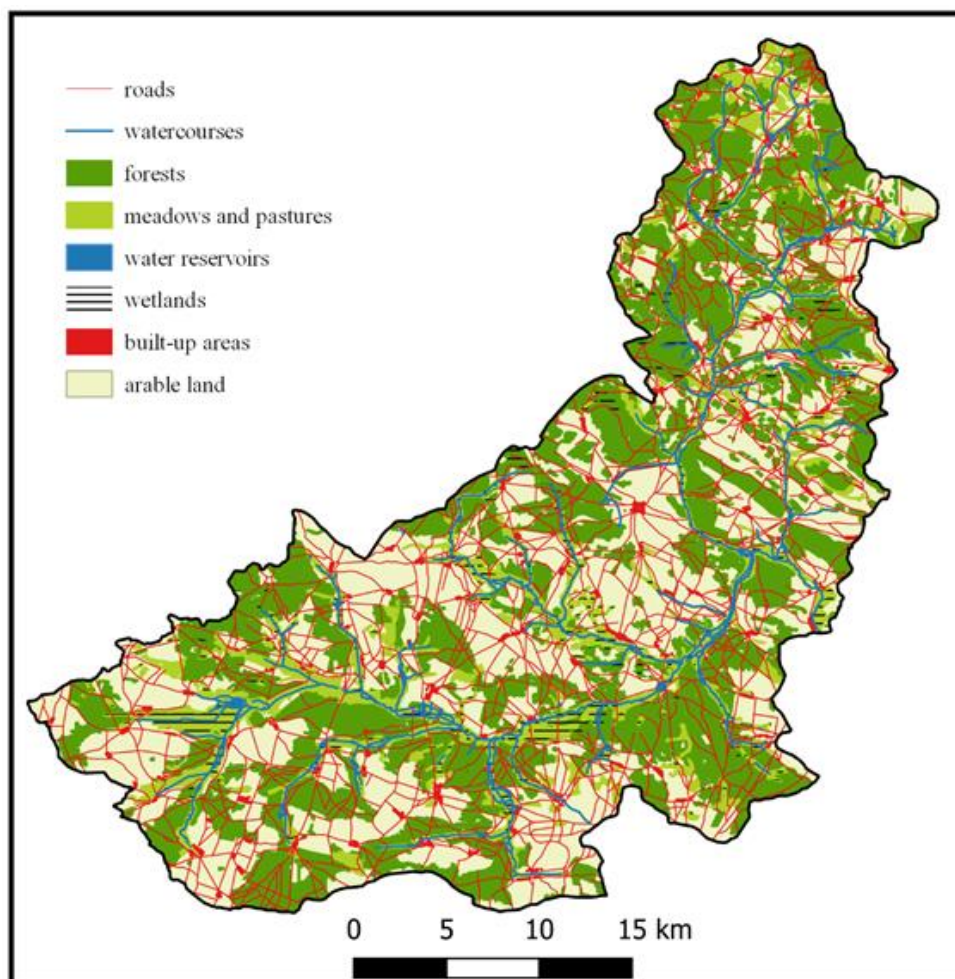 roads
watercourses
forests
meadows and pastures
water reservoirs
wetlands
built-up areas
arable land
0 5 10 15 km